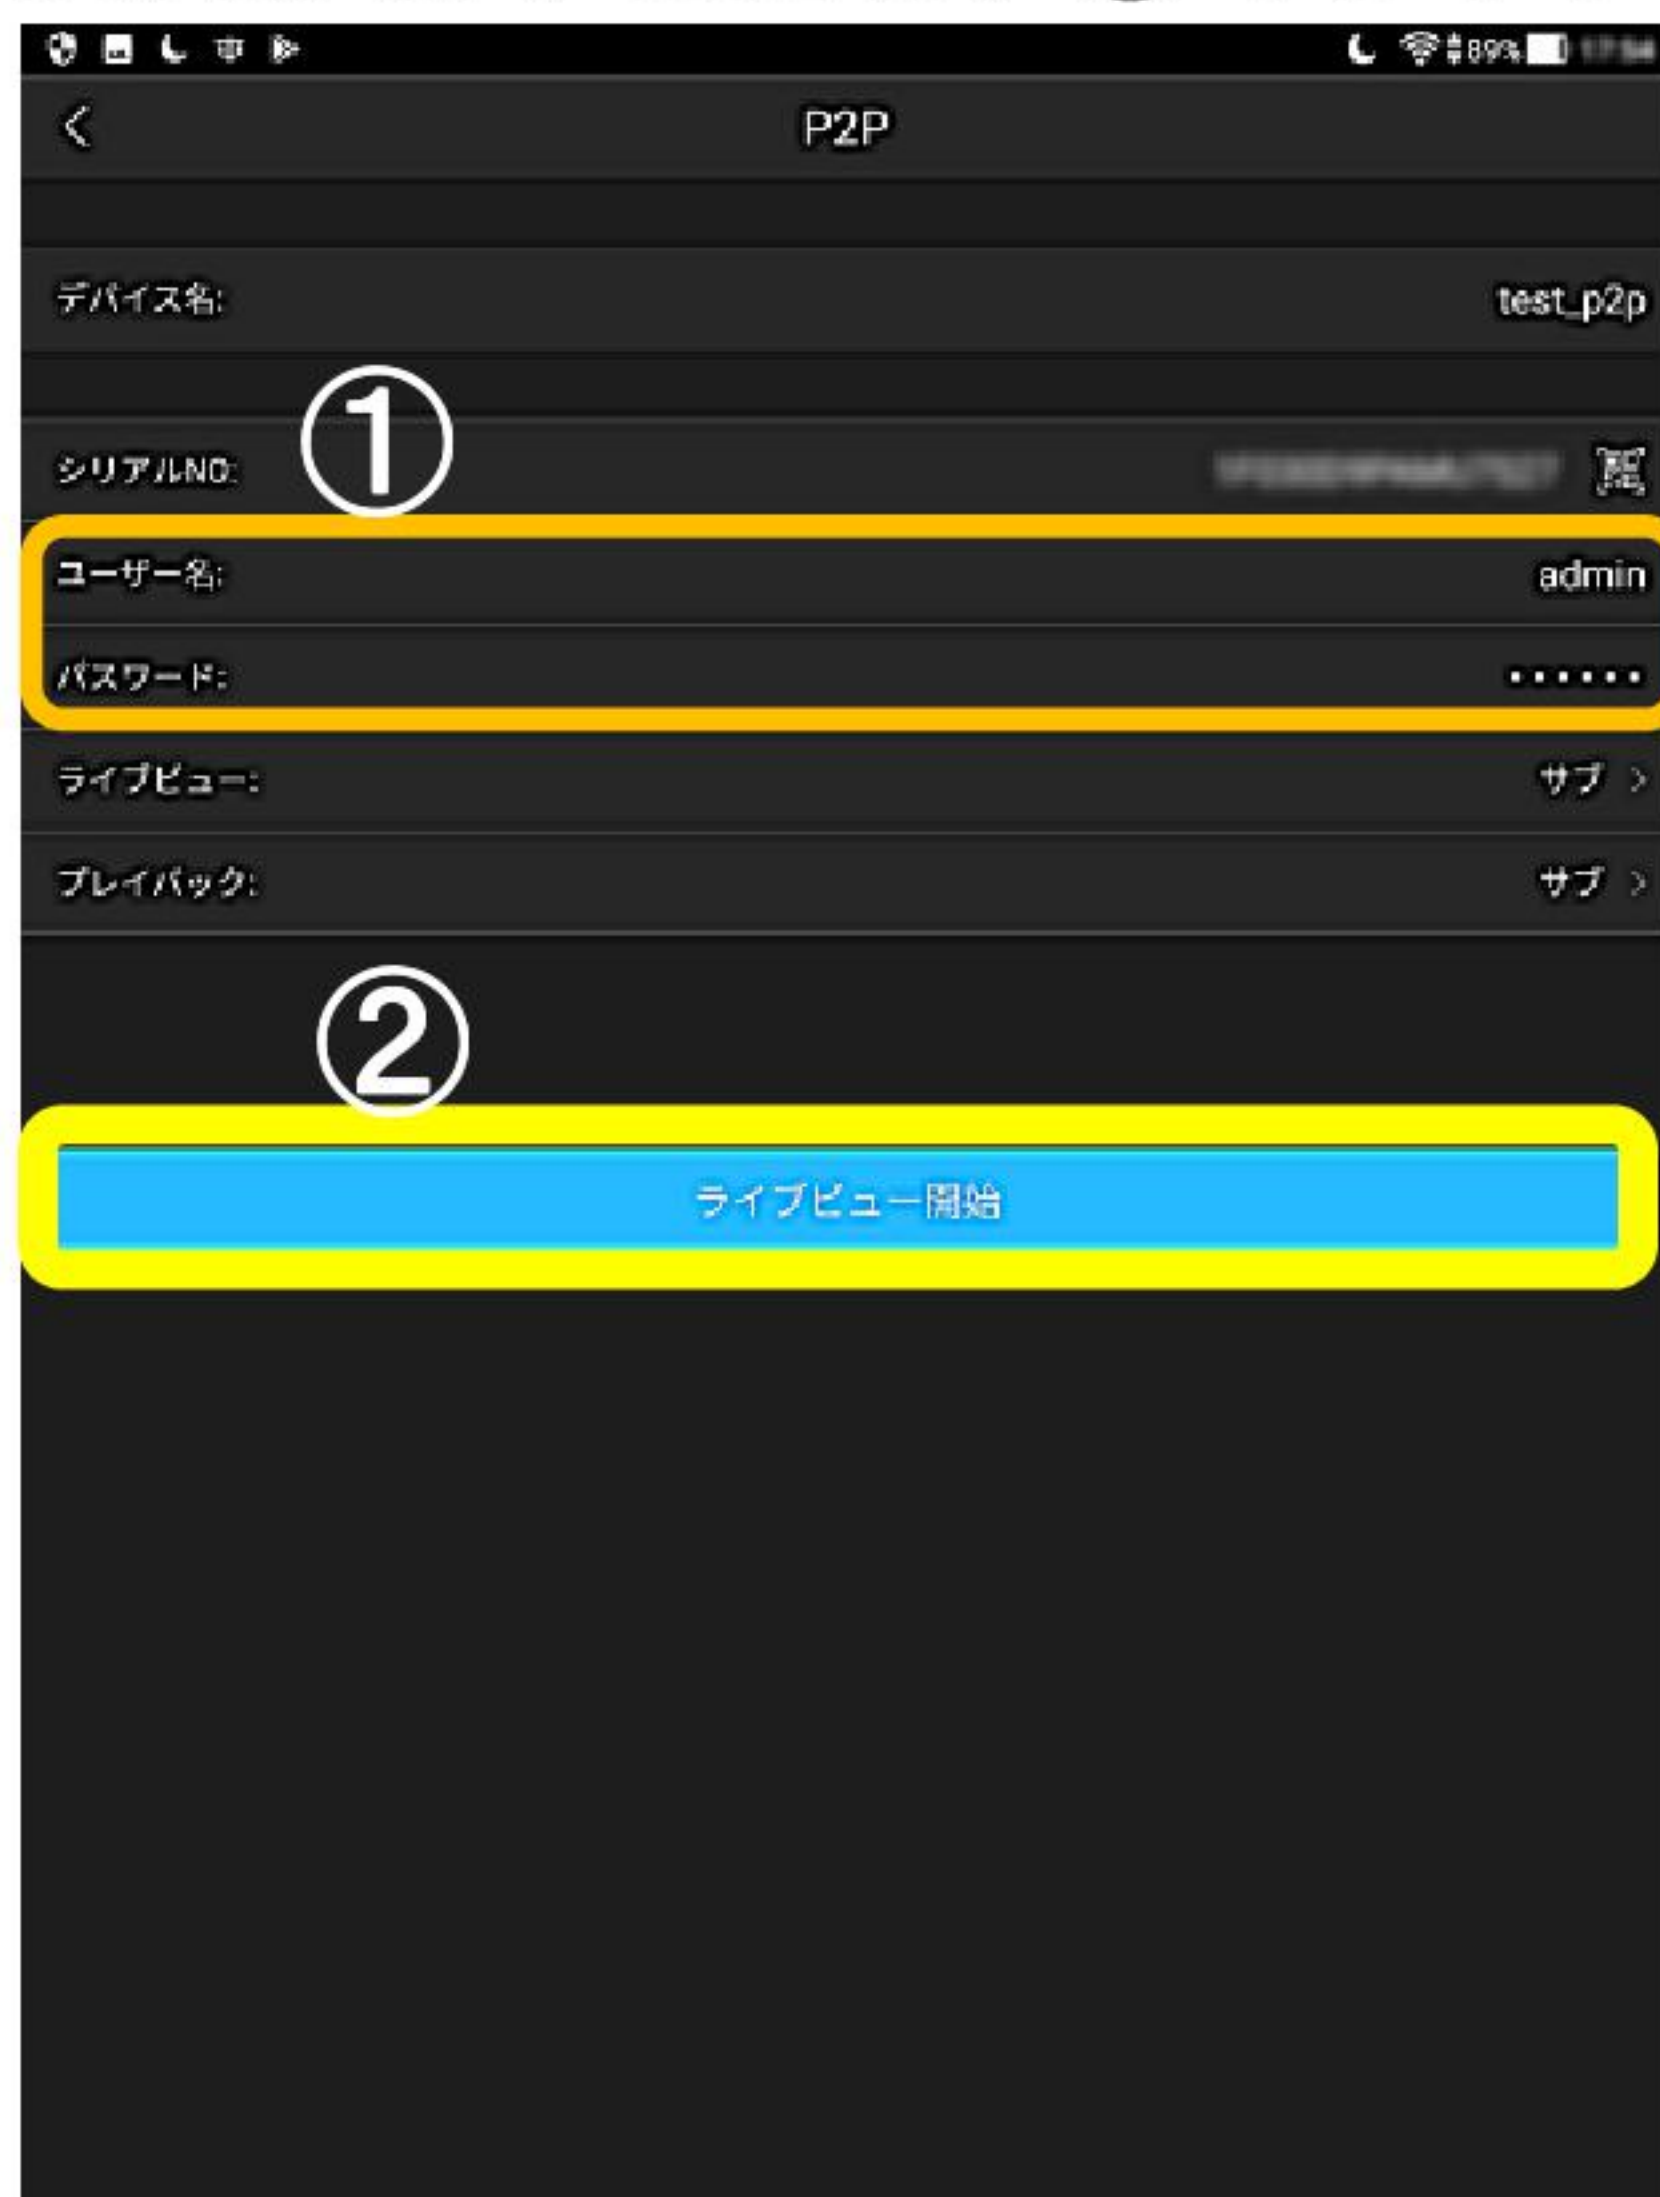 89%
P2P
デバイス名: test_p2p
①
シリアルNO:
ユーザー名: admin
パスワード: ••••••
ライブビュー: サブ >
プレイバック: サブ >
②
ライブビュー開始